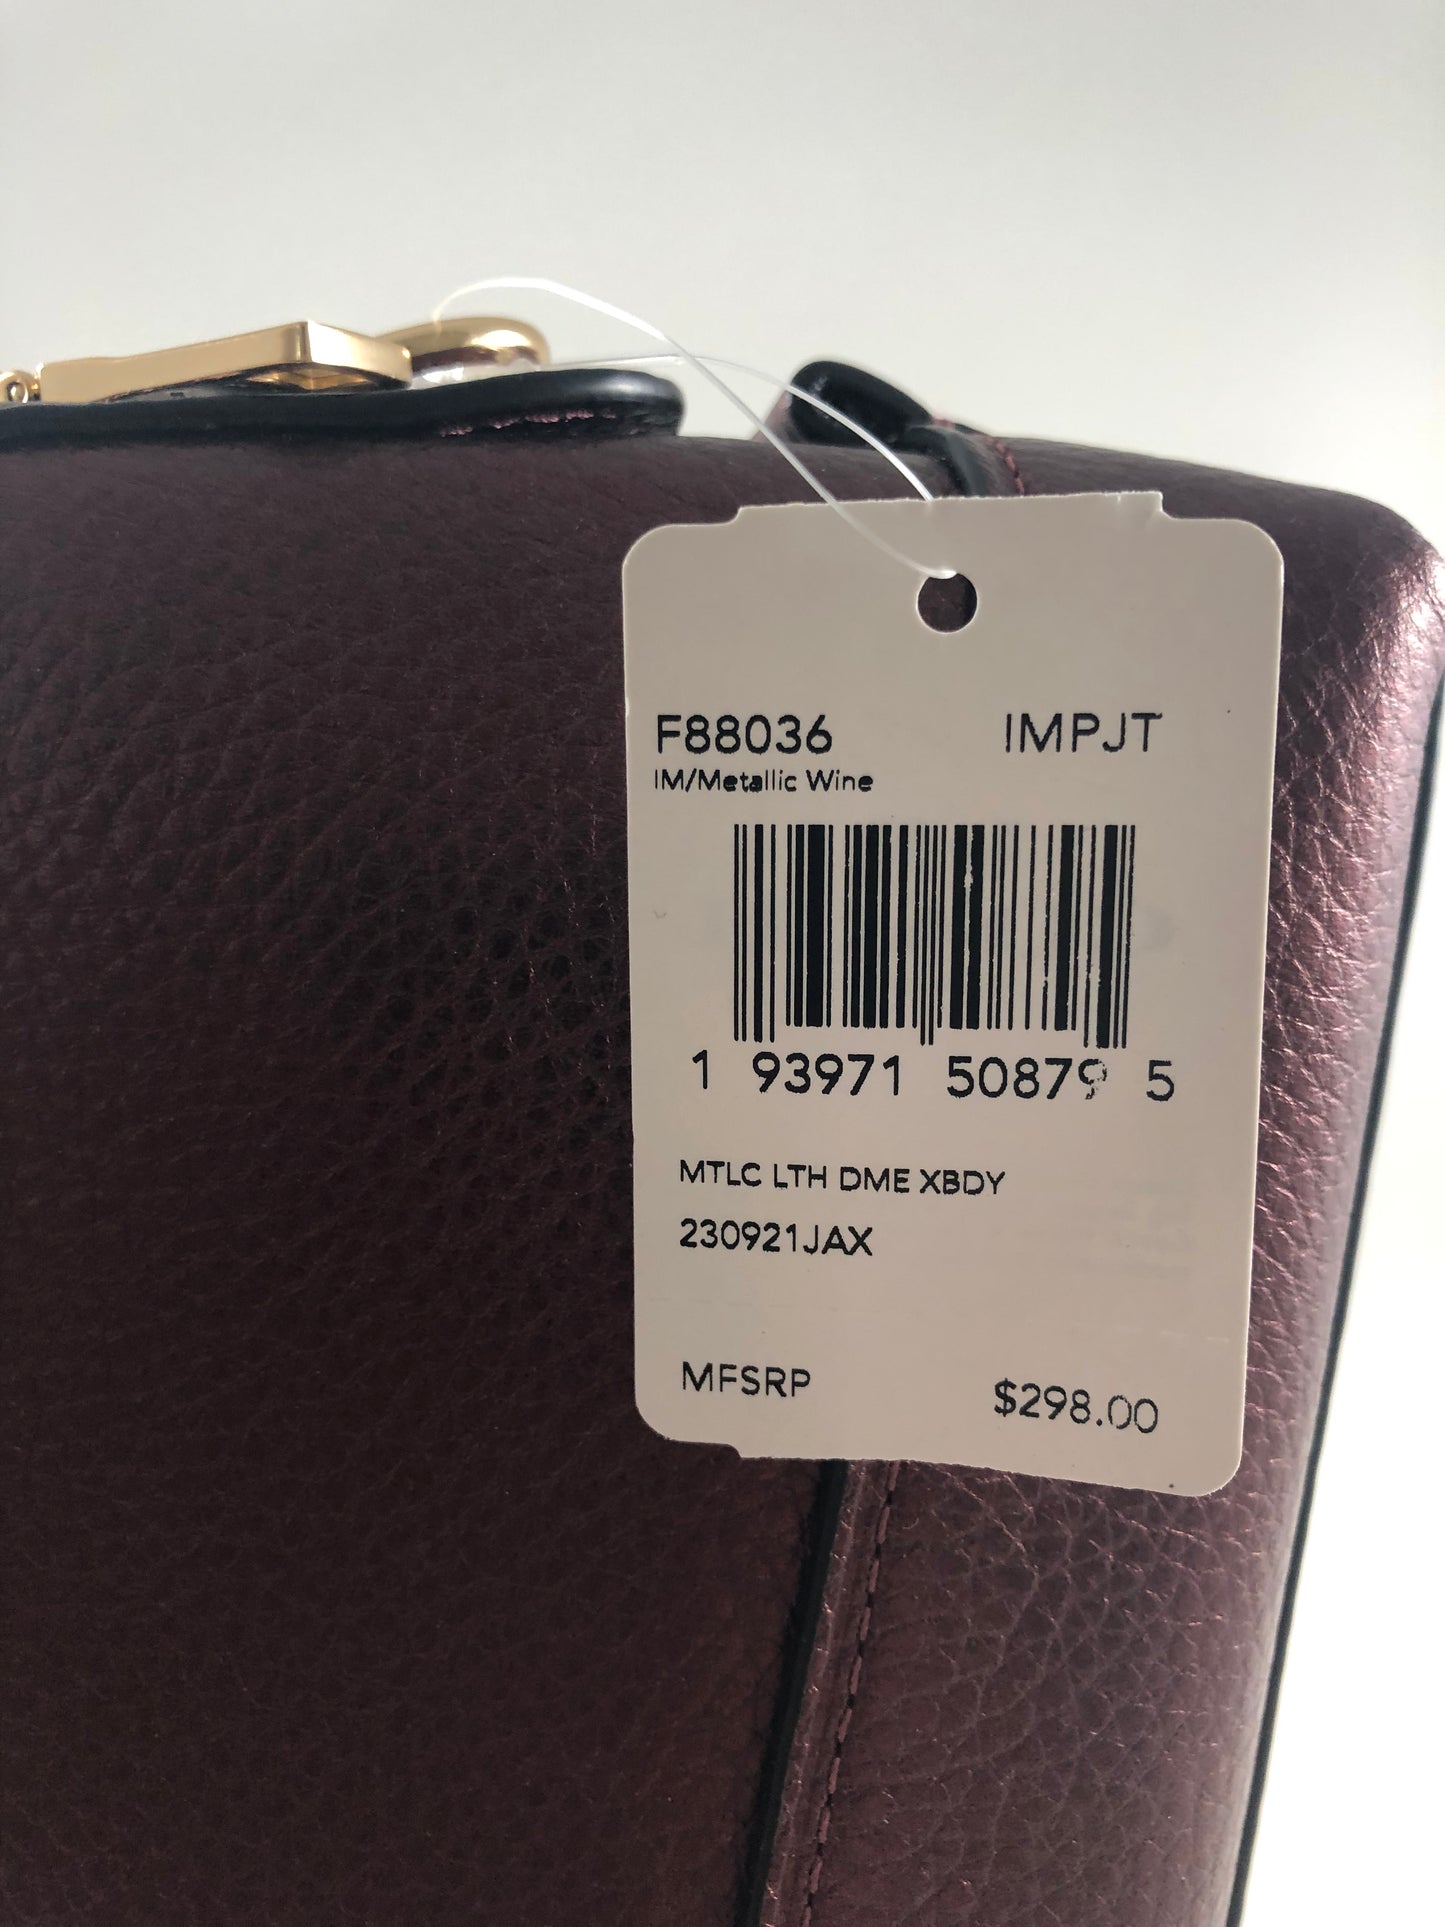 F88036 IMPJT
IM/Metallic Wine
1 93971 50879 5
MTLC LTH DME XBDY
230921JAX
MFSRP $298.00